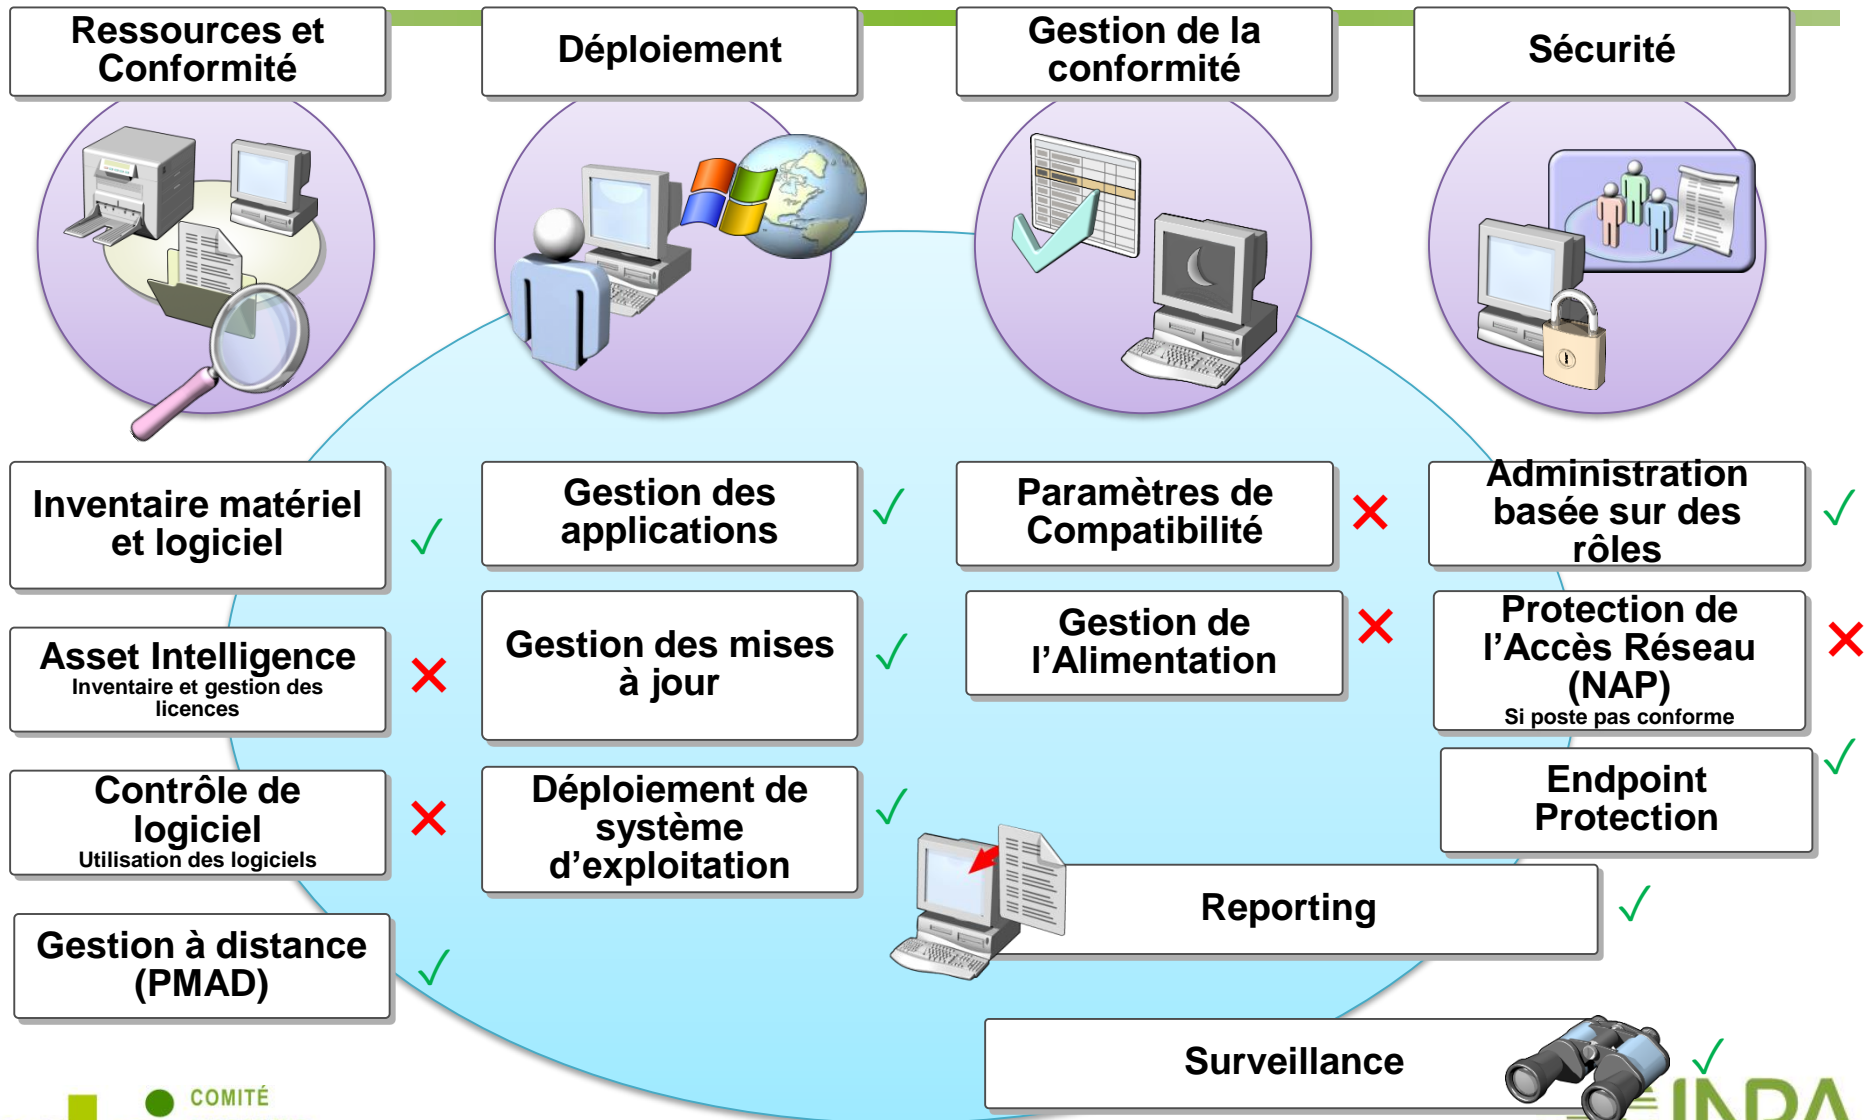 Ressources et
Conformité
Déploiement
Gestion de la
conformité
Sécurité
Inventaire matériel
et logiciel
Asset Intelligence
Inventaire et gestion des
licences
Contrôle de
logiciel
Utilisation des logiciels
Gestion à distance
(PMAD)
Gestion des
applications
Gestion des mises
à jour
Déploiement de
système
d’exploitation
Paramètres de
Compatibilité
Gestion de
l’Alimentation
Administration
basée sur des
rôles
Protection de
l’Accès Réseau
(NAP)
Si poste pas conforme
Endpoint
Protection
Reporting
Surveillance
COMITÉ